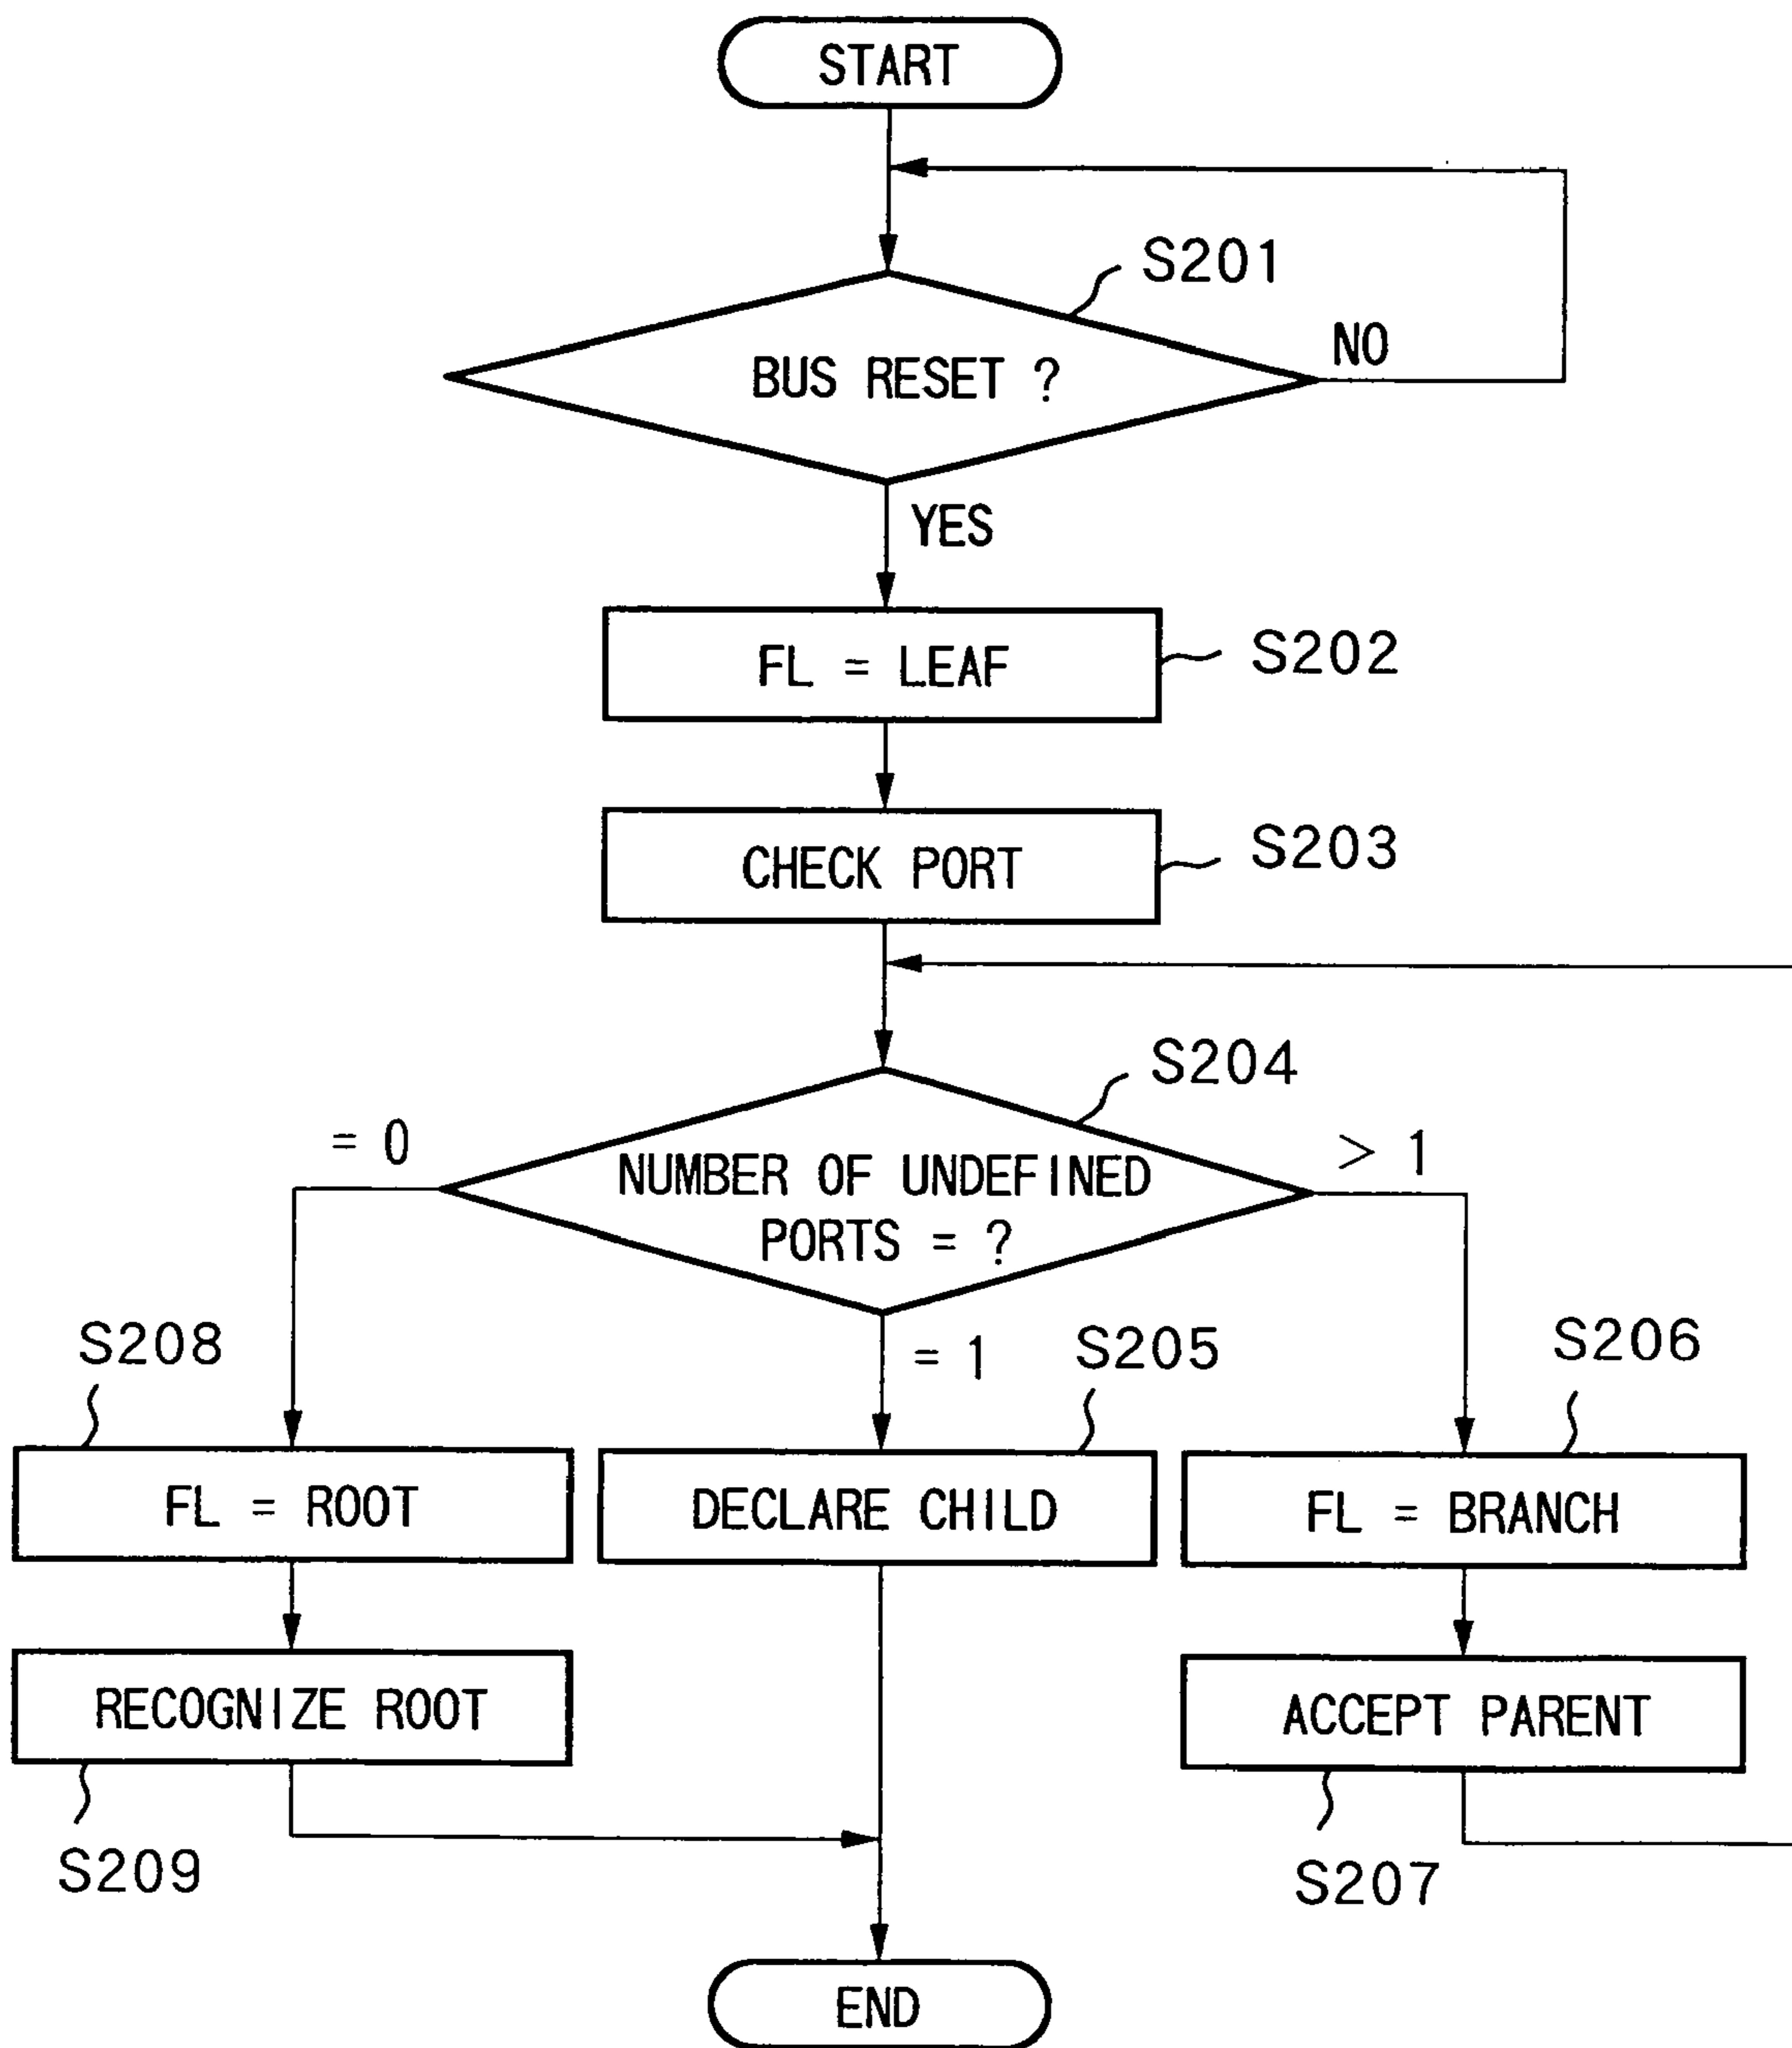 START
S201
NO
BUS RESET ?
YES
FL = LEAF
S202
CHECK PORT
S203
S204
= 0
> 1
NUMBER OF UNDEFINED
PORTS = ?
S208
= 1
S205
S206
FL = ROOT
DECLARE CHILD
FL = BRANCH
RECOGNIZE ROOT
ACCEPT PARENT
S209
S207
END